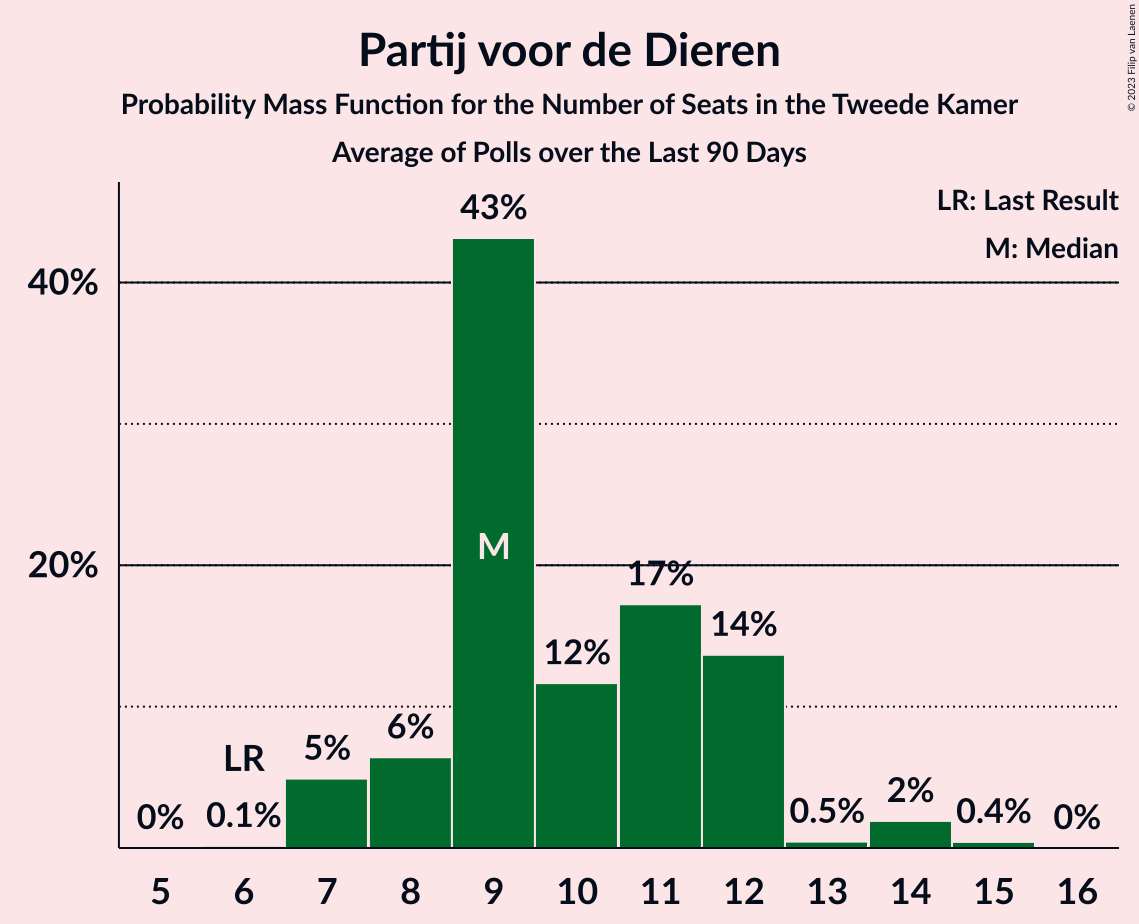 Partij voor de Dieren
Probability Mass Function for the Number of Seats in the Tweede Kamer
Average of Polls over the Last 90 Days
© 2023 Filip van Laenen
LR: Last Result
M: Median
43%
40%
M
20%
17%
14%
12%
6%
5%
LR
2%
0% 0.1% 0.5% 0.4% 0%
5 6 7 8 9 10 11 12 13 14 15 16